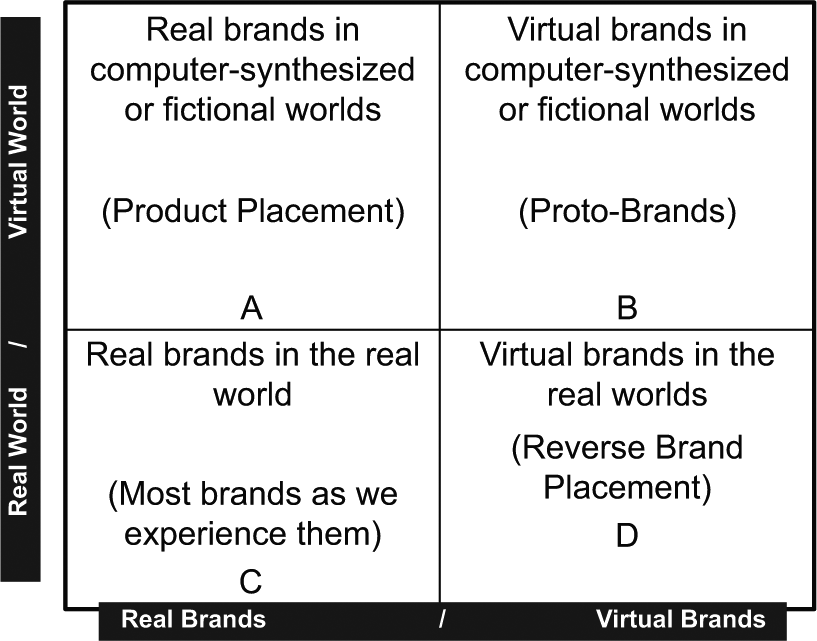 Virtual World
/
Real World
Real brands in
computer-synthesized
or fictional worlds
(Product Placement)
A
Virtual brands in
computer-synthesized
or fictional worlds
(Proto-Brands)
B
Real brands in the real
world
(Most brands as we
experience them)
C
Virtual brands in the
real worlds
(Reverse Brand
Placement)
D
Real Brands / Virtual Brands